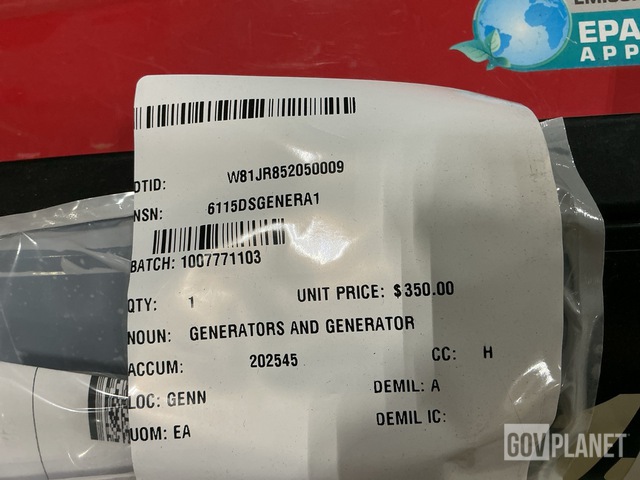 EPA
APP
DTID: W81JR852050009
NSN: 6115DSGENERA1
BATCH: 1007771103
QTY: 1 UNIT PRICE: $350.00
NOUN: GENERATORS AND GENERATOR
ACCUM: 202545 CC: H
LOC: GENN DEMIL: A
UOM: EA DEMIL IC:
GOVPLANET